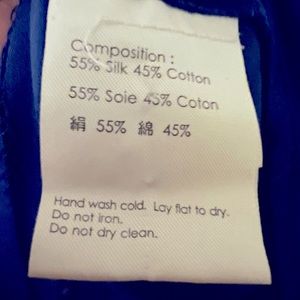 Composition :
55% Silk 45% Cotton
55% Soie 45% Coton
絹 55% 綿 45%
Hand wash cold. Lay flat to dry.
Do not iron.
Do not dry clean.